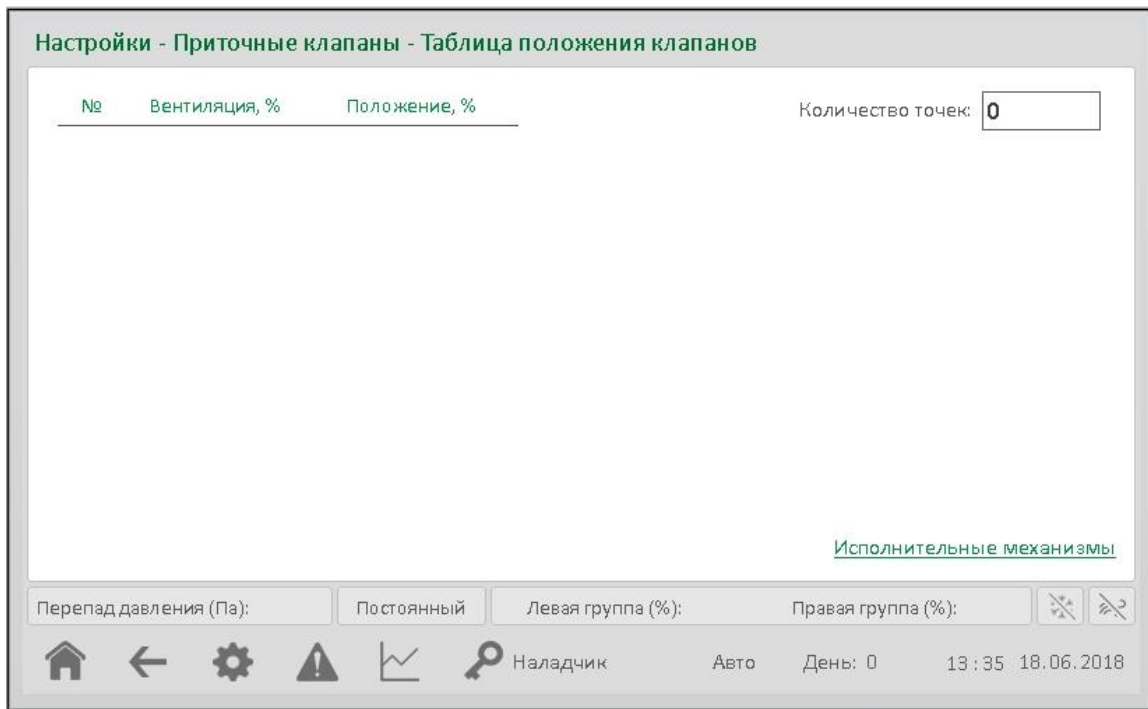 Настройки - Приточные клапаны - Таблица положения клапанов
№ Вентиляция, % Положение, % Количество точек: 0
Исполнительные механизмы
Перепад давления (Па): Постоянный Левая группа (%): Правая группа (%):
Наладчик Авто День: 0 13:35 18.06.2018